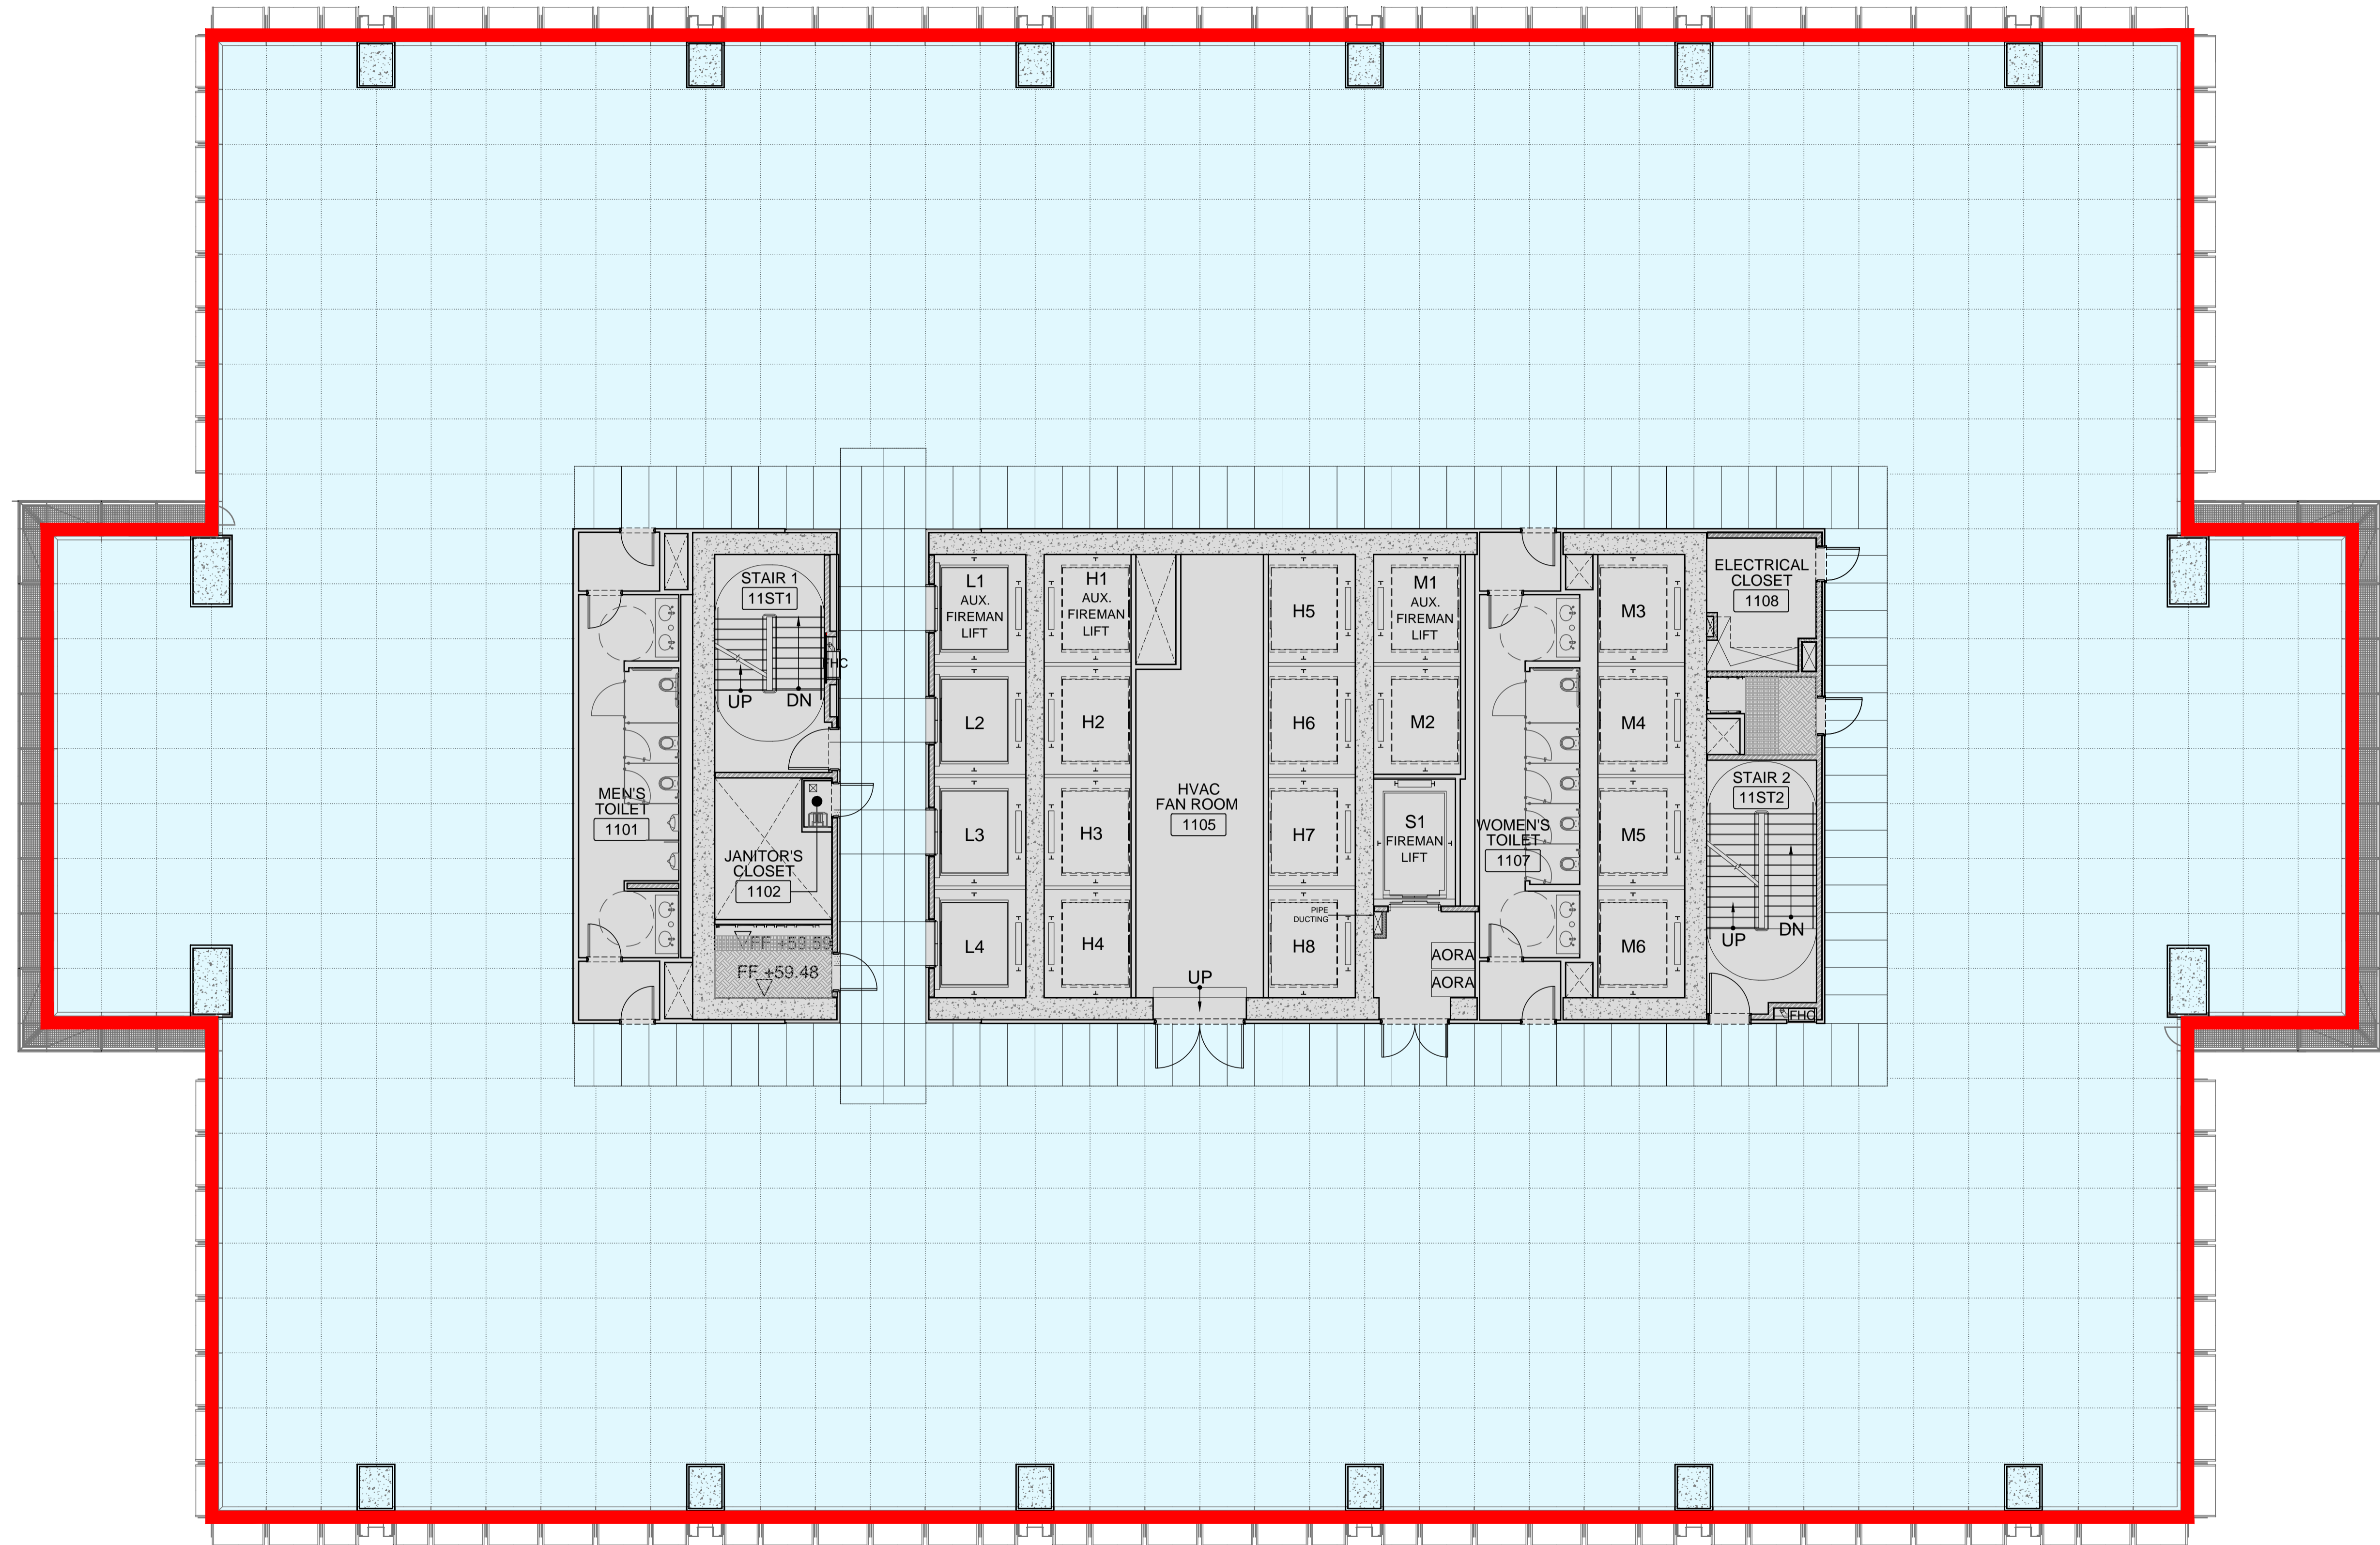 STAIR 1
11ST1
UP
DN
FHC
MEN'S
TOILET
1101
JANITOR'S
CLOSET
1102
FF +59.59
FF +59.48
L1
AUX.
FIREMAN
LIFT
L2
L3
L4
H1
AUX.
FIREMAN
LIFT
H2
H3
H4
HVAC
FAN ROOM
1105
UP
H5
H6
H7
PIPE
DUCTING
H8
M1
AUX.
FIREMAN
LIFT
M2
S1
FIREMAN
LIFT
AORA
AORA
WOMEN'S
TOILET
1107
M3
M4
M5
M6
ELECTRICAL
CLOSET
1108
STAIR 2
11ST2
UP
DN
FHC